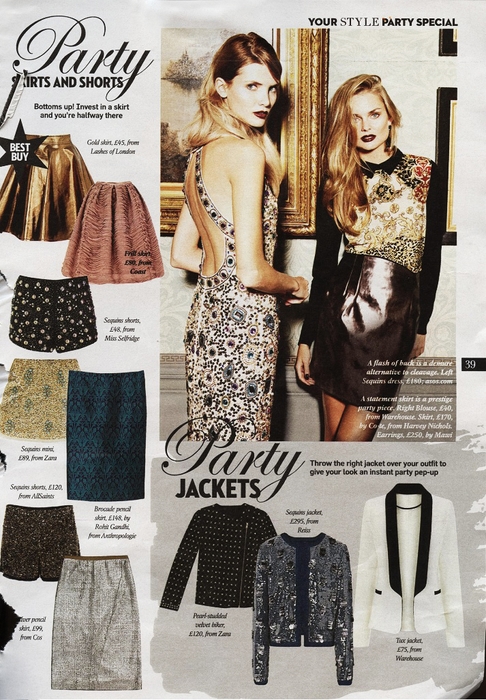 YOUR STYLE PARTY SPECIAL
Party
SKIRTS AND SHORTS
Bottoms up! Invest in a skirt
and you're halfway there
BEST
BUY
Gold skirt, £45, from
Lashes of London
Frill skirt,
£80, from
Coast
Sequins shorts,
£48, from
Miss Selfridge
Sequins mini,
£89, from Zara
Sequins shorts, £120,
from AllSaints
Brocade pencil
skirt, £148, by
Rohit Gandhi,
from Anthropologie
pencil
skirt, £99,
from Cos
A flash of back is a demure
alternative to cleavage. Left
Sequins dress, £180; asos.com
A statement skirt is a prestige
party piece. Right Blouse, £40,
from Warehouse. Skirt, £170,
by Coste, from Harvey Nichols.
Earrings, £250, by Mawi
39
Party
JACKETS
Throw the right jacket over your outfit to
give your look an instant party pep-up
Sequins jacket,
£295, from
Reiss
Pearl-studded
velvet biker,
£120, from Zara
Tux jacket,
£75, from
Warehouse